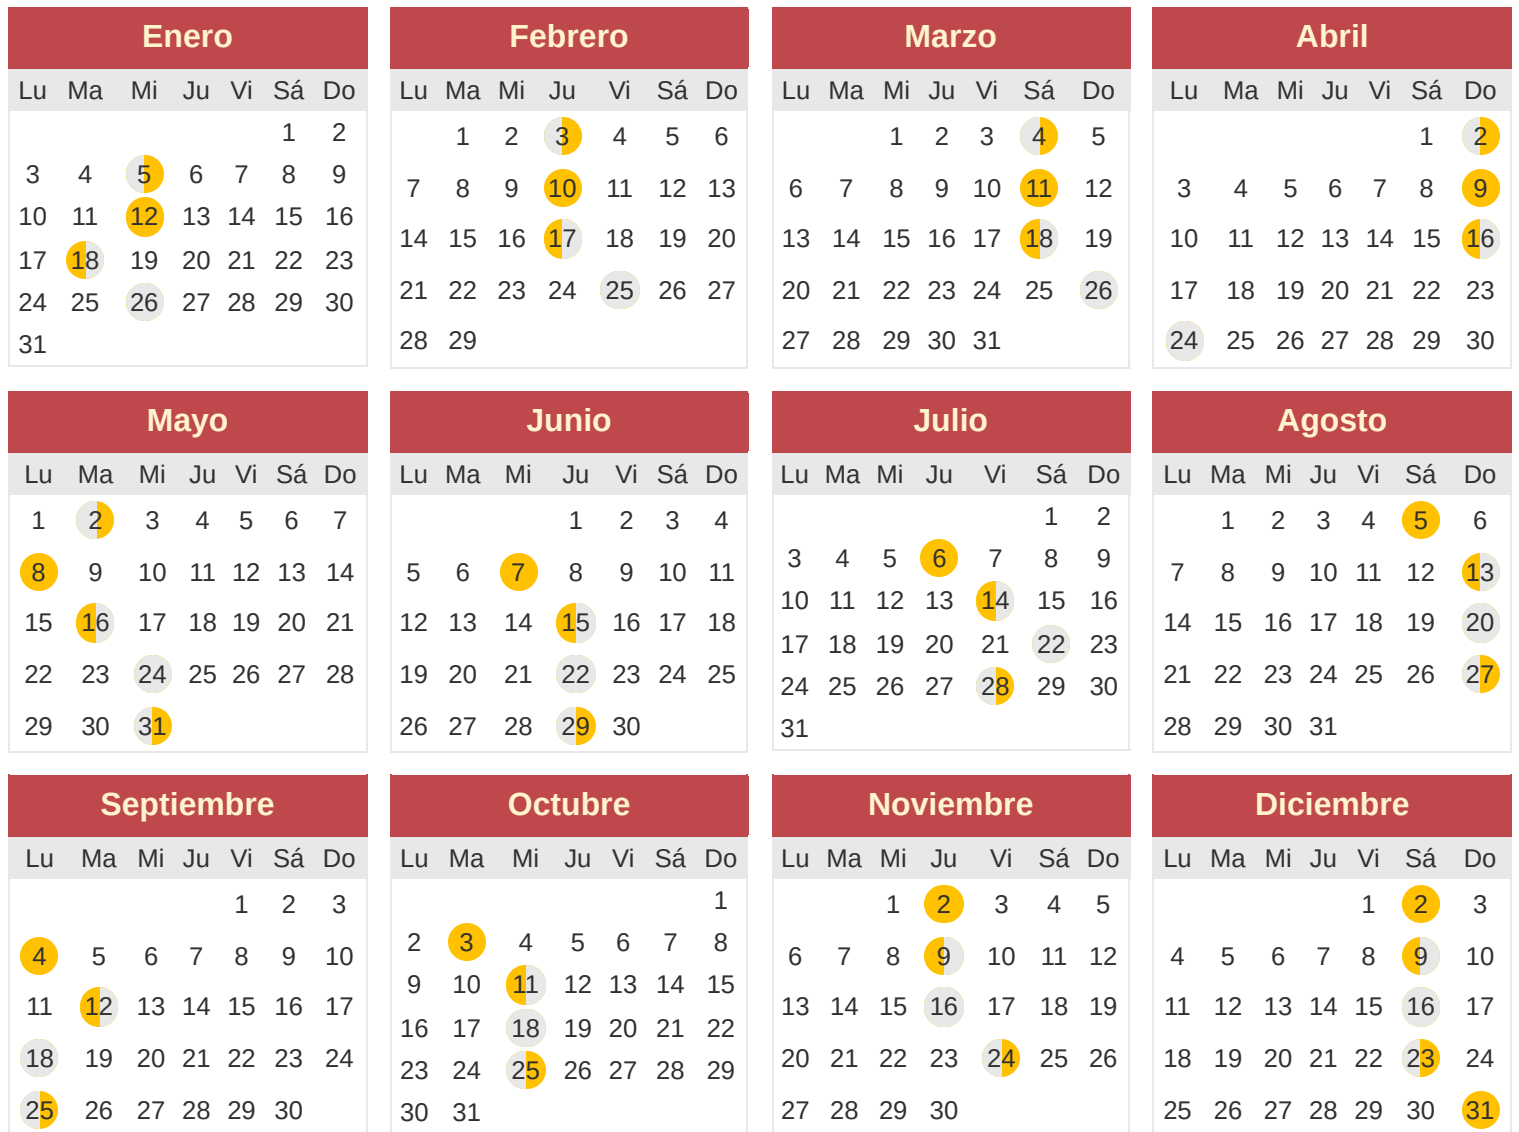 Enero
Lu Ma Mi Ju Vi Sá Do
1 2
3 4 5 6 7 8 9
10 11 12 13 14 15 16
17 18 19 20 21 22 23
24 25 26 27 28 29 30
31
Febrero
Lu Ma Mi Ju Vi Sá Do
1 2 3 4 5 6
7 8 9 10 11 12 13
14 15 16 17 18 19 20
21 22 23 24 25 26 27
28 29
Marzo
Lu Ma Mi Ju Vi Sá Do
1 2 3 4 5
6 7 8 9 10 11 12
13 14 15 16 17 18 19
20 21 22 23 24 25 26
27 28 29 30 31
Abril
Lu Ma Mi Ju Vi Sá Do
1 2
3 4 5 6 7 8 9
10 11 12 13 14 15 16
17 18 19 20 21 22 23
24 25 26 27 28 29 30
Mayo
Lu Ma Mi Ju Vi Sá Do
1 2 3 4 5 6 7
8 9 10 11 12 13 14
15 16 17 18 19 20 21
22 23 24 25 26 27 28
29 30 31
Junio
Lu Ma Mi Ju Vi Sá Do
1 2 3 4
5 6 7 8 9 10 11
12 13 14 15 16 17 18
19 20 21 22 23 24 25
26 27 28 29 30
Julio
Lu Ma Mi Ju Vi Sá Do
1 2
3 4 5 6 7 8 9
10 11 12 13 14 15 16
17 18 19 20 21 22 23
24 25 26 27 28 29 30
31
Agosto
Lu Ma Mi Ju Vi Sá Do
1 2 3 4 5 6
7 8 9 10 11 12 13
14 15 16 17 18 19 20
21 22 23 24 25 26 27
28 29 30 31
Septiembre
Lu Ma Mi Ju Vi Sá Do
1 2 3
4 5 6 7 8 9 10
11 12 13 14 15 16 17
18 19 20 21 22 23 24
25 26 27 28 29 30
Octubre
Lu Ma Mi Ju Vi Sá Do
1
2 3 4 5 6 7 8
9 10 11 12 13 14 15
16 17 18 19 20 21 22
23 24 25 26 27 28 29
30 31
Noviembre
Lu Ma Mi Ju Vi Sá Do
1 2 3 4 5
6 7 8 9 10 11 12
13 14 15 16 17 18 19
20 21 22 23 24 25 26
27 28 29 30
Diciembre
Lu Ma Mi Ju Vi Sá Do
1 2 3
4 5 6 7 8 9 10
11 12 13 14 15 16 17
18 19 20 21 22 23 24
25 26 27 28 29 30 31